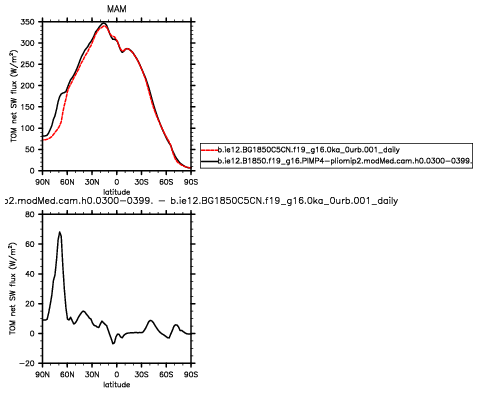 MAM
TOM net SW flux (W/m²)
350
300
250
200
150
100
50
0
90N 60N 30N 0 30S 60S 90S
latitude
b.ie12.BG1850C5CN.f19_g16.0ka_0urb.001_daily
b.ie12.B1850.f19_g16.PlMP4-pliomip2.modMed.cam.h0.0300-0399.
p2.modMed.cam.h0.0300-0399. - b.ie12.BG1850C5CN.f19_g16.0ka_0urb.001_daily
TOM net SW flux (W/m²)
80
60
40
20
0
-20
90N 60N 30N 0 30S 60S 90S
latitude